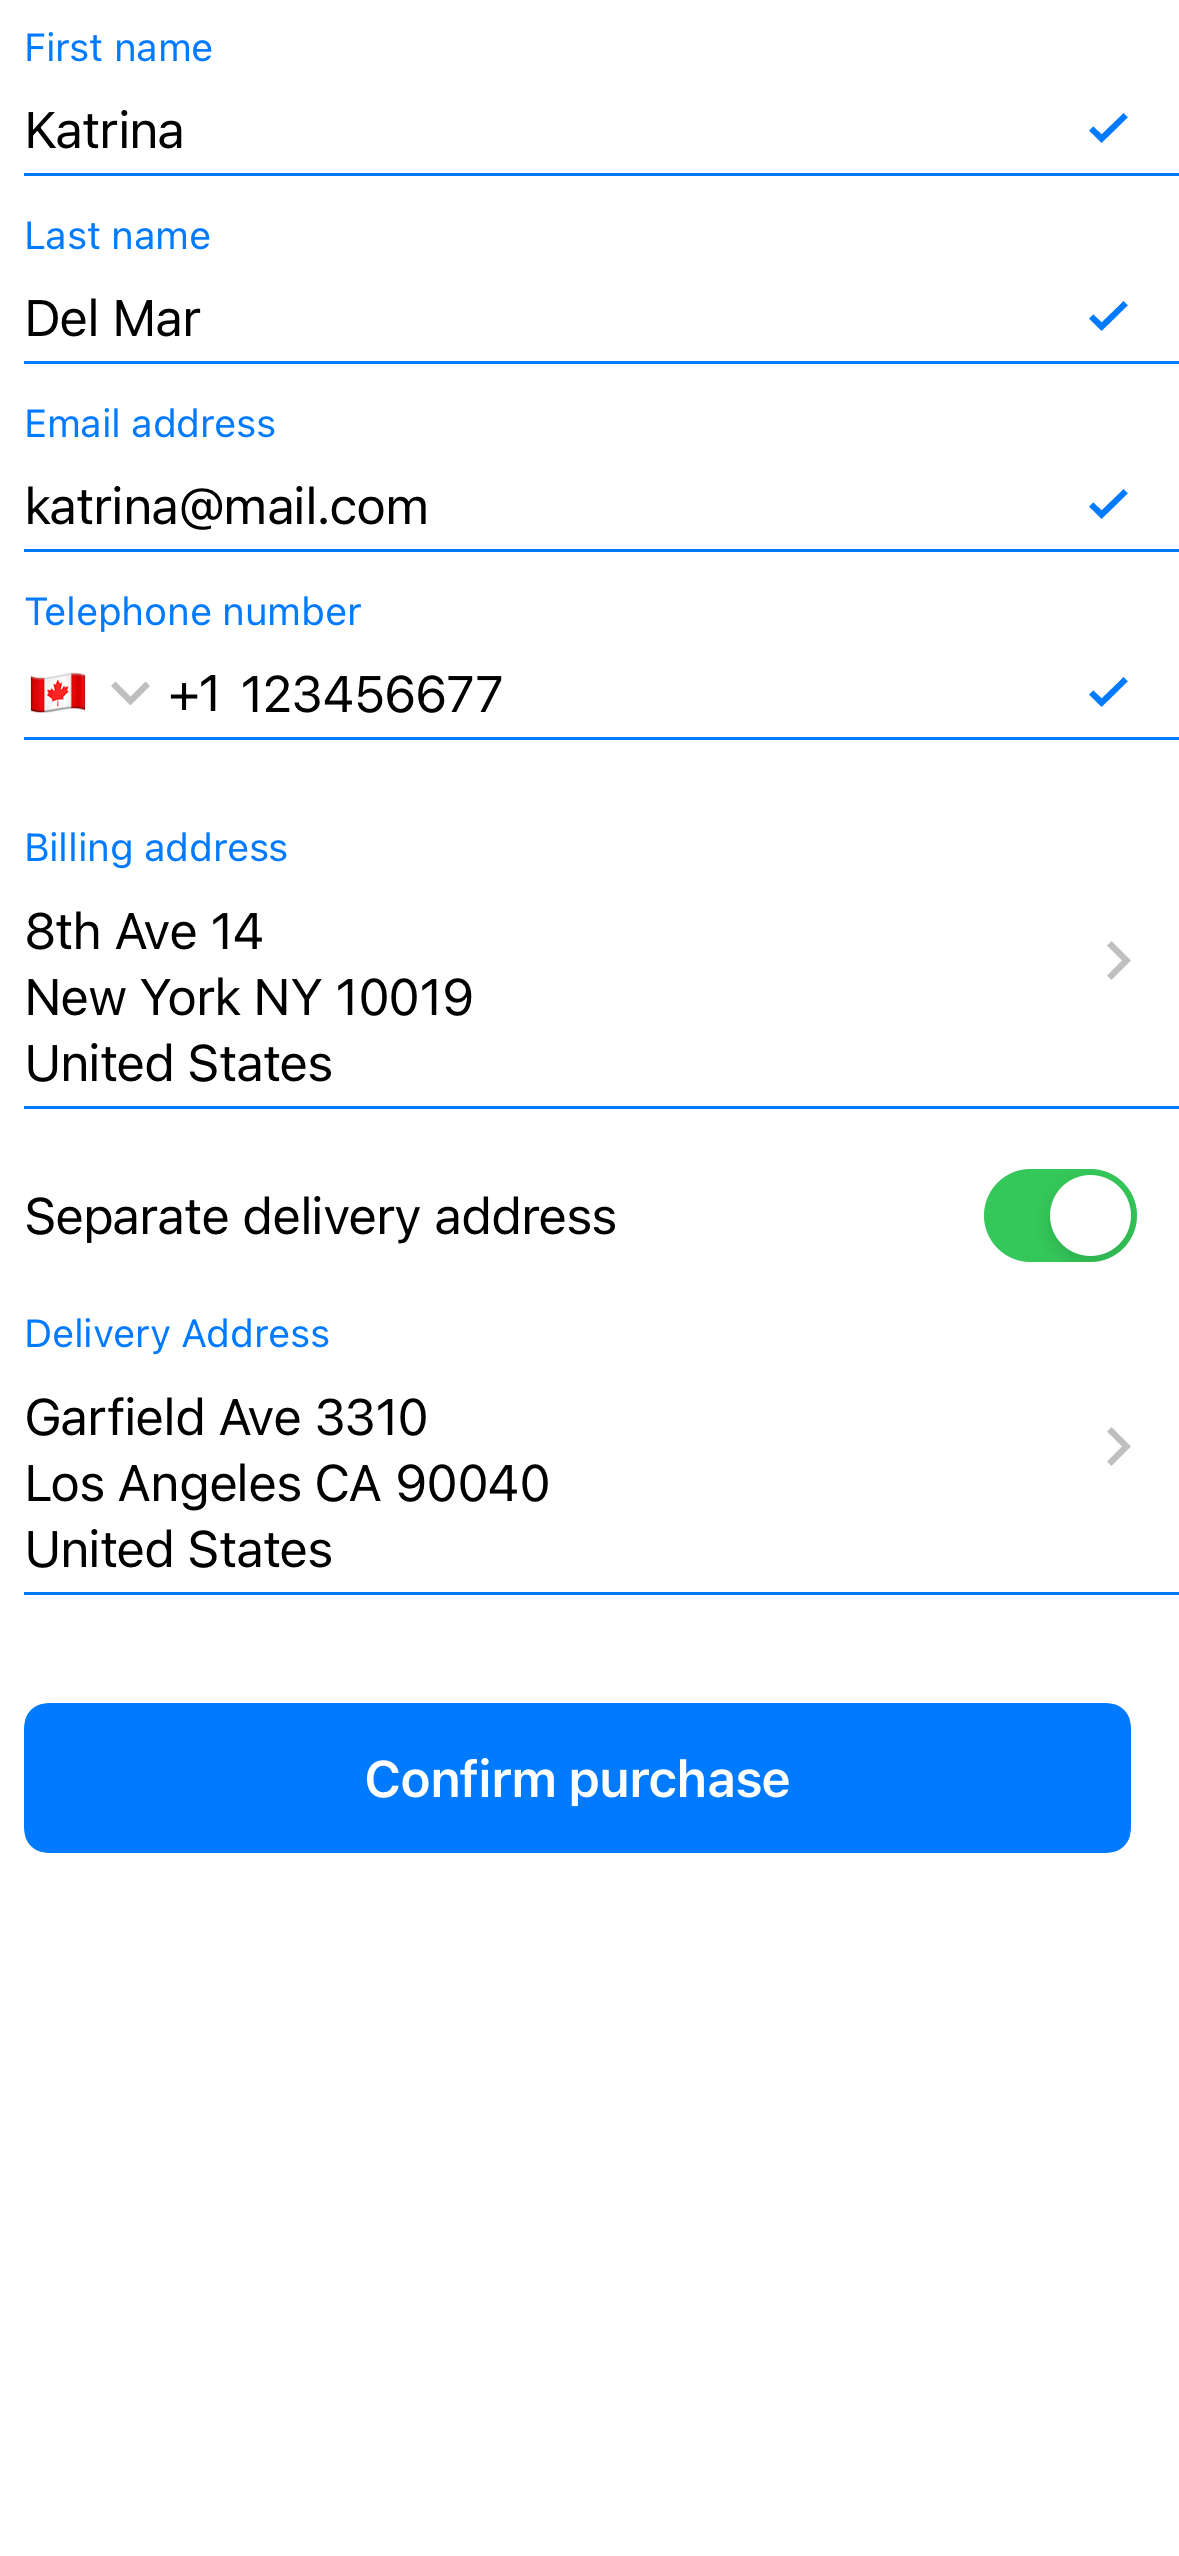 First name
Katrina
Last name
Del Mar
Email address
katrina@mail.com
Telephone number
+1 123456677
Billing address
8th Ave 14
New York NY 10019
United States
Separate delivery address
Delivery Address
Garfield Ave 3310
Los Angeles CA 90040
United States
Confirm purchase